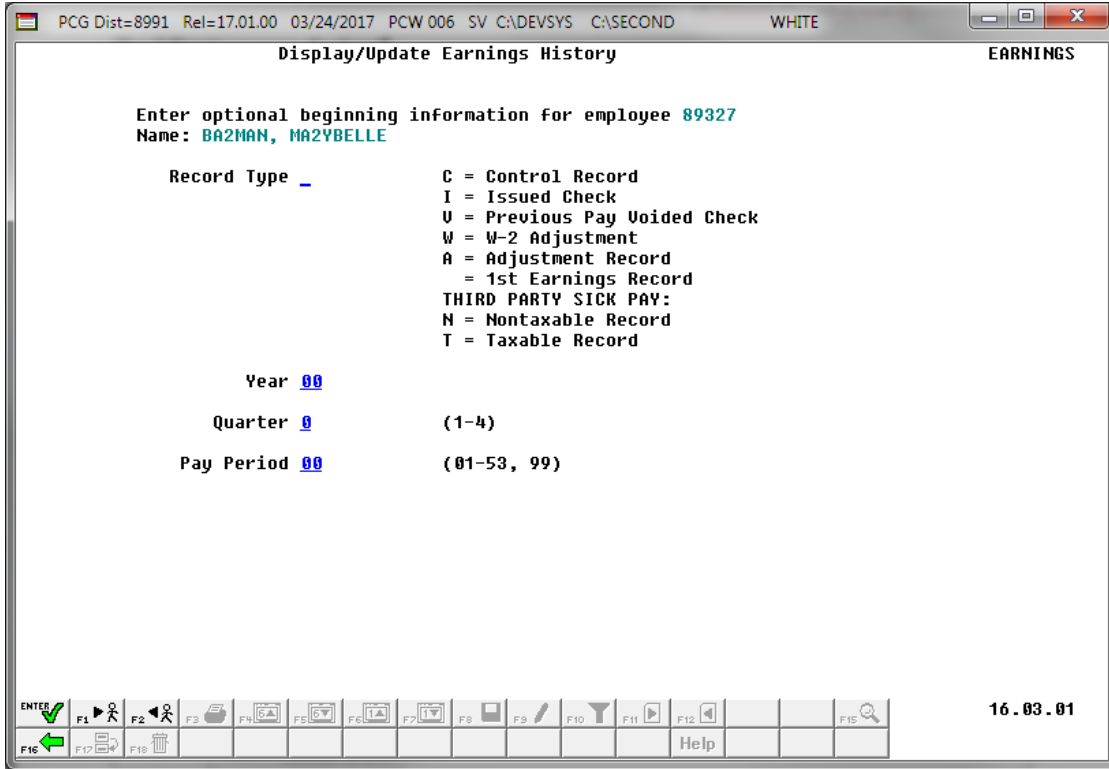 PCG Dist=8991 Rel=17.01.00 03/24/2017 PCW 006 SV C:\DEVSYS C:\SECOND WHITE
Display/Update Earnings History EARNINGS
Enter optional beginning information for employee 89327
Name: BA2MAN, MA2YBELLE
Record Type _ C = Control Record
I = Issued Check
V = Previous Pay Voided Check
W = W-2 Adjustment
A = Adjustment Record
= 1st Earnings Record
THIRD PARTY SICK PAY:
N = Nontaxable Record
T = Taxable Record
Year 00
Quarter 0 (1-4)
Pay Period 00 (01-53, 99)
ENTER F1 F2 F3 F4 6 F5 6 F6 1 F7 1 F8 F9 F10 F11 F12 F15 16.03.01
F16 F17 F18 Help